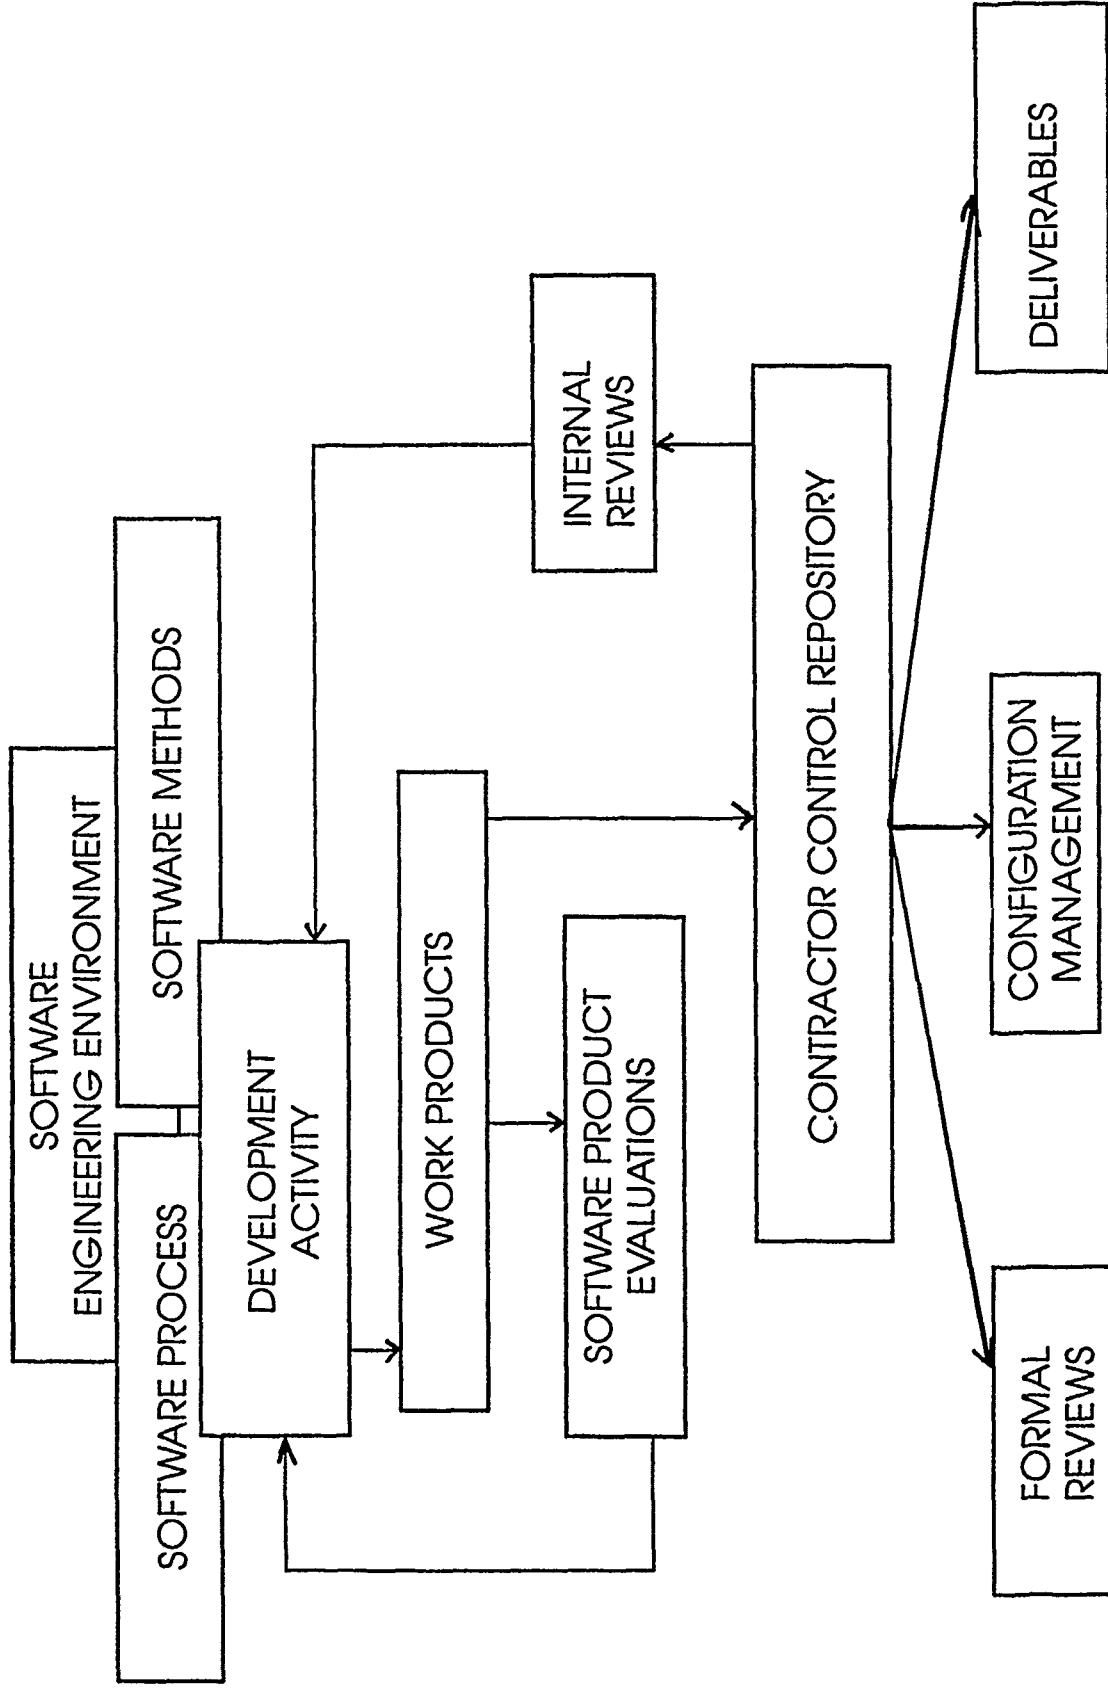 SOFTWARE
ENGINEERING ENVIRONMENT
SOFTWARE PROCESS
SOFTWARE METHODS
DEVELOPMENT
ACTIVITY
WORK PRODUCTS
SOFTWARE PRODUCT
EVALUATIONS
INTERNAL
REVIEWS
CONTRACTOR CONTROL REPOSITORY
FORMAL
REVIEWS
CONFIGURATION
MANAGEMENT
DELIVERABLES